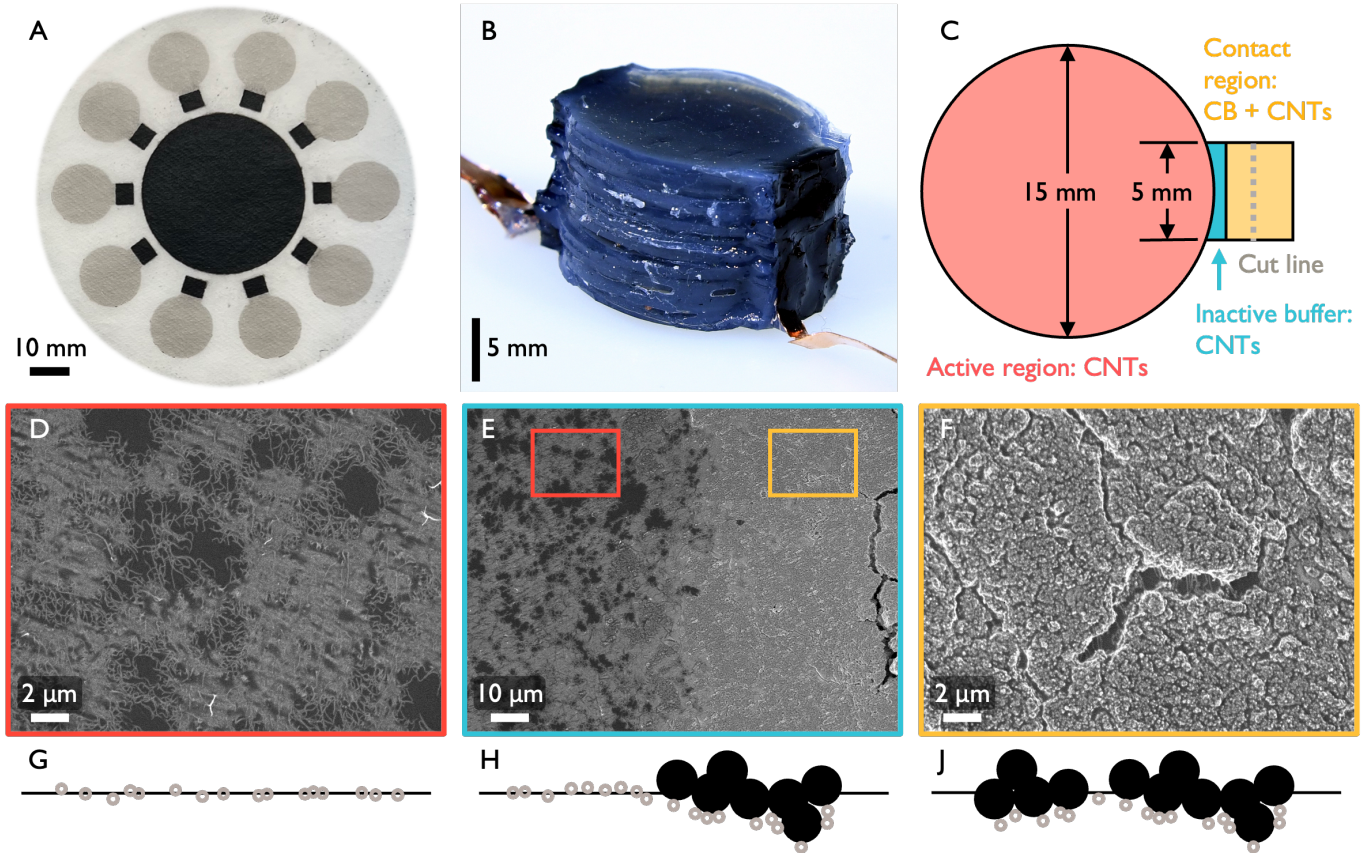 A
10 mm
B
5 mm
C
Contact
region:
CB + CNTs
15 mm
5 mm
Cut line
Inactive buffer:
CNTs
Active region: CNTs
D
2 µm
E
10 µm
F
2 µm
G
H
J